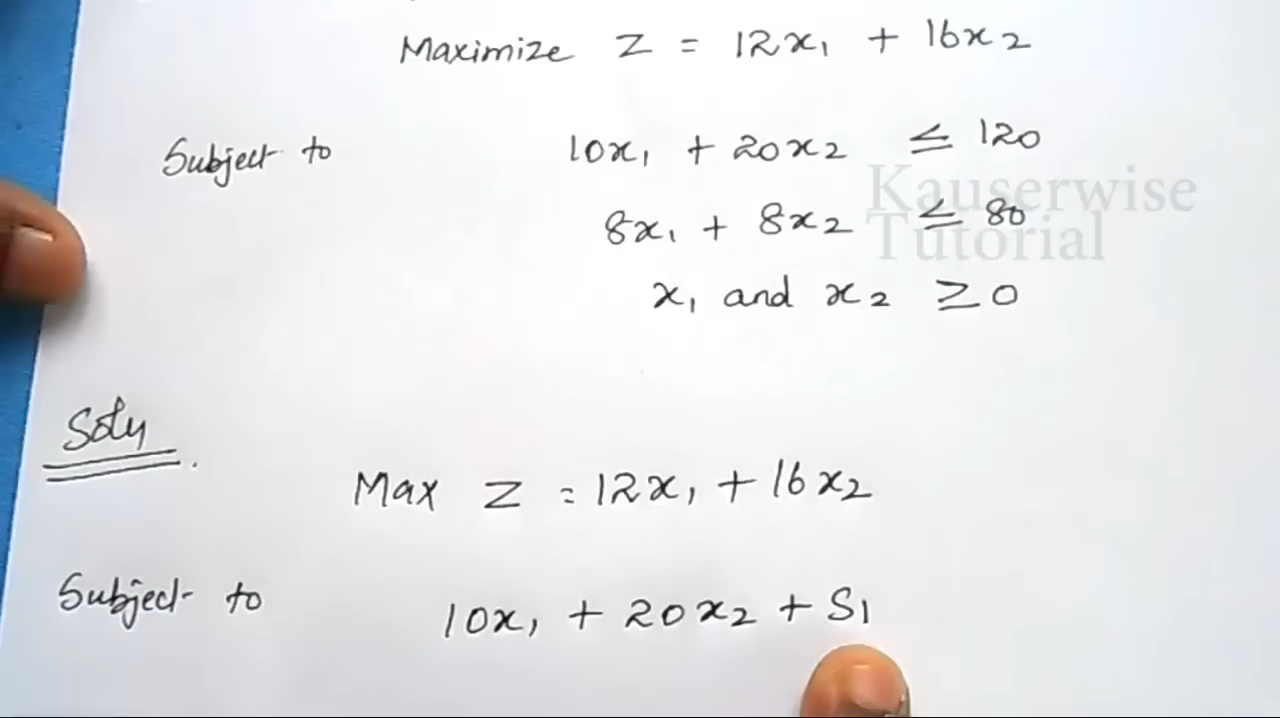 Maximize Z = 12x₁ + 16x₂
Subject to 10x₁ + 20x₂ ≤ 120
8x₁ + 8x₂ ≤ 80
x₁ and x₂ ≥ 0
Kauserwise
Tutorial
Soln.
Max Z = 12x₁ + 16x₂
Subject to 10x₁ + 20x₂ + S₁